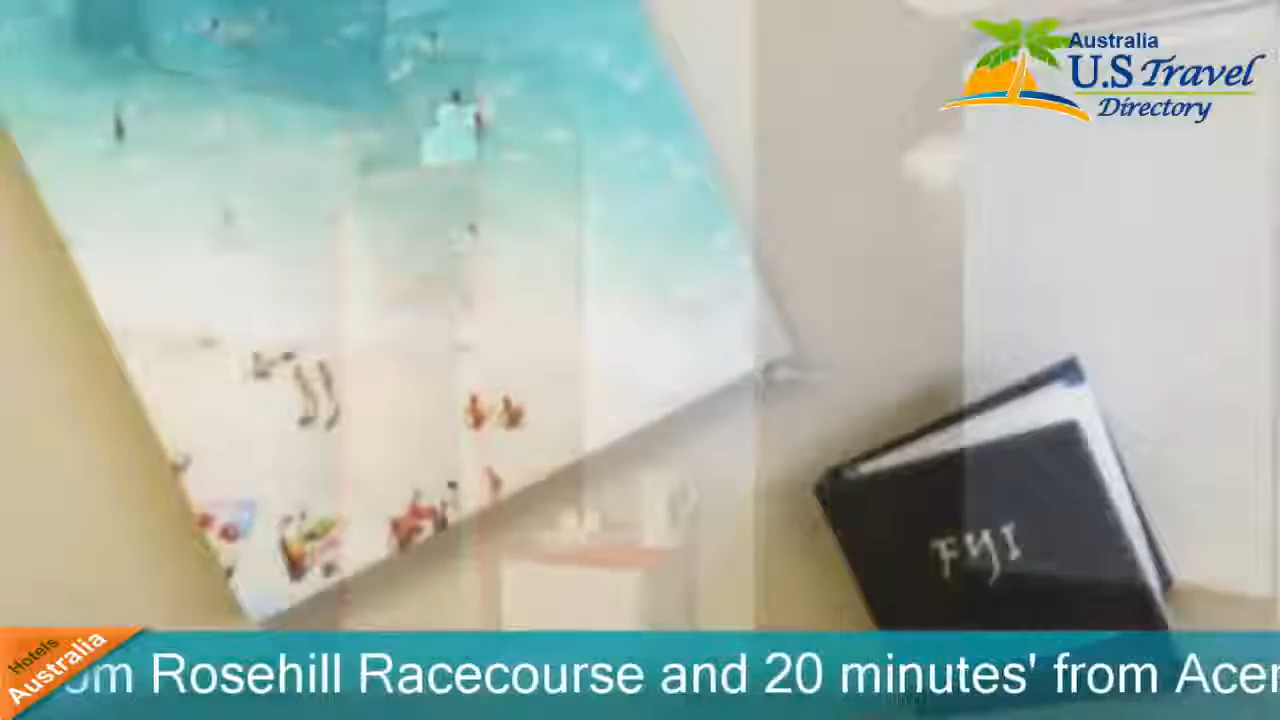 Australia
U.S Travel
Directory
FYI
Hotels
Australia
Rosehill Racecourse and 20 minutes' from